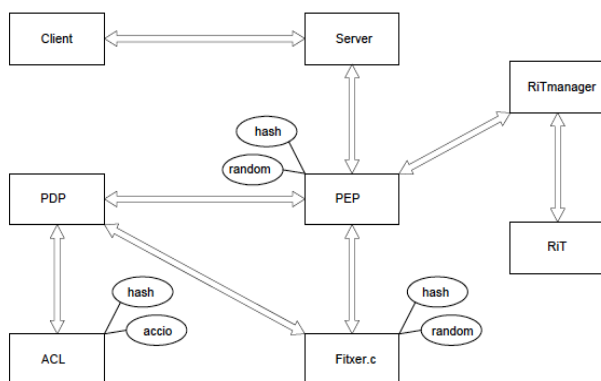 Client
Server
RiTmanager
hash
random
PDP
PEP
RiT
hash
accio
hash
random
ACL
Fitxer.c